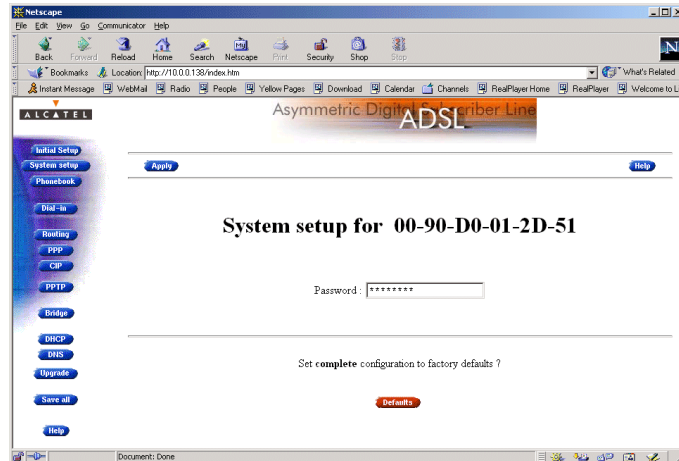 Netscape
File Edit View Go Communicator Help
Back Forward Reload Home Search Netscape Print Security Shop Stop
Bookmarks Location: http://10.0.0.138/index.htm What's Related
Instant Message WebMail Radio People Yellow Pages Download Calendar Channels RealPlayer Home RealPlayer Welcome to L
ALCATEL
Asymmetric Digital Subscriber Line
ADSL
Initial Setup
System setup
Phonebook
Apply
Help
Dial-in
Routing
PPP
CIP
PPTP
Bridge
DHCP
DNS
Upgrade
Save all
Help
System setup for 00-90-D0-01-2D-51
Password : ********
Set complete configuration to factory defaults ?
Defaults
Document: Done